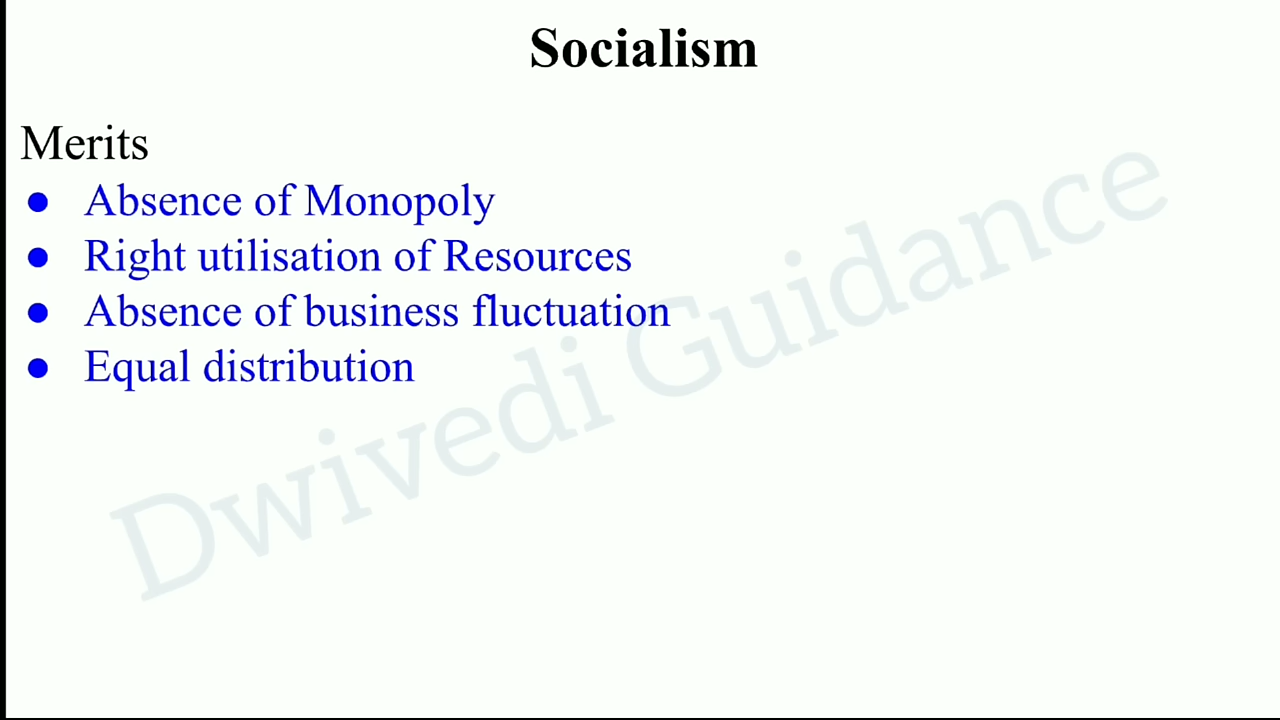 Socialism
Merits
● Absence of Monopoly
● Right utilisation of Resources
● Absence of business fluctuation
● Equal distribution
Dwivedi Guidance